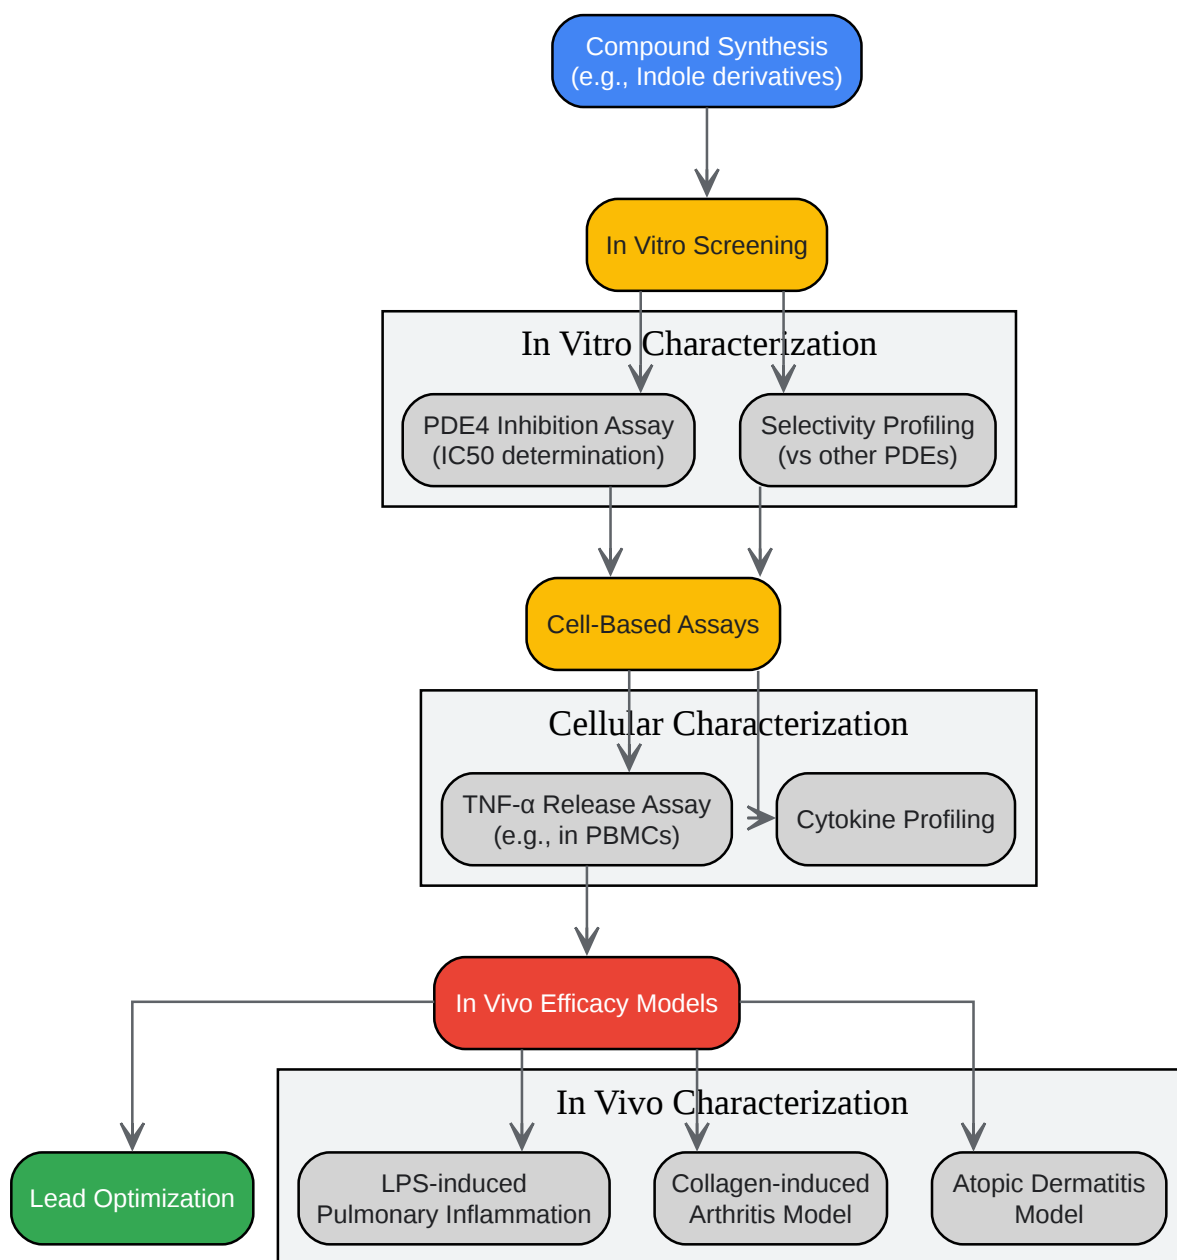 Compound Synthesis
(e.g., Indole derivatives)
In Vitro Screening
In Vitro Characterization
PDE4 Inhibition Assay
(IC50 determination)
Selectivity Profiling
(vs other PDEs)
Cell-Based Assays
Cellular Characterization
TNF-α Release Assay
(e.g., in PBMCs)
Cytokine Profiling
In Vivo Efficacy Models
In Vivo Characterization
Lead Optimization
LPS-induced
Pulmonary Inflammation
Collagen-induced
Arthritis Model
Atopic Dermatitis
Model